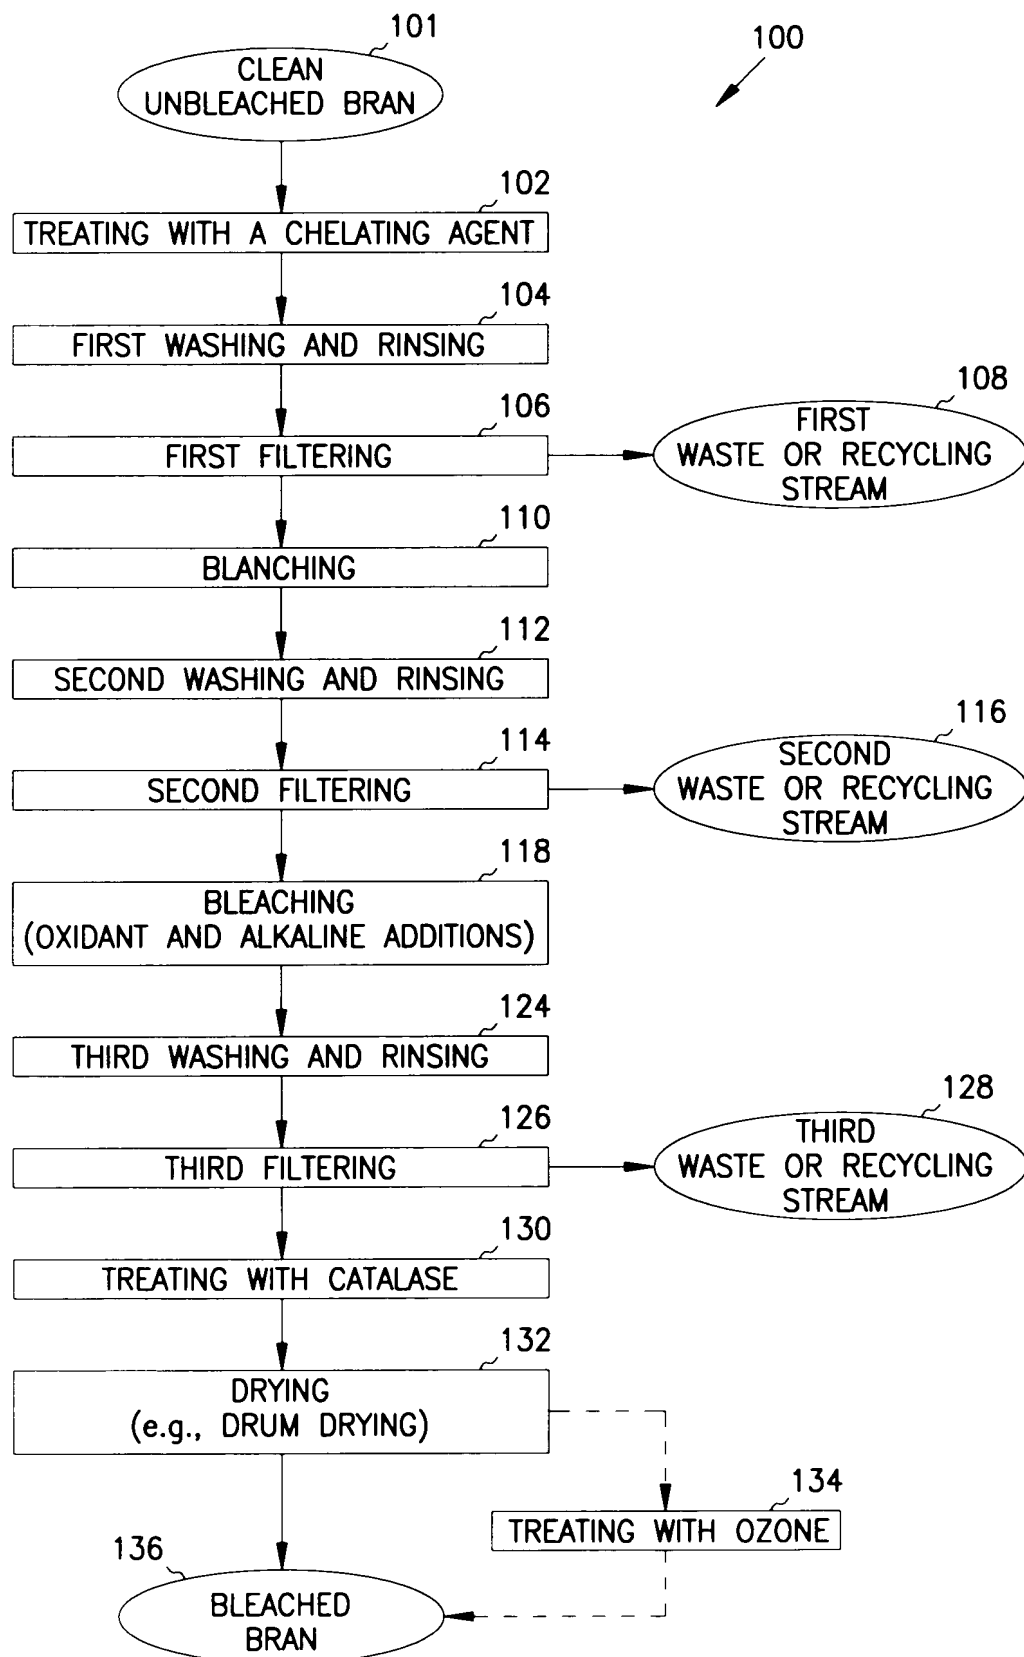 101
100
CLEAN
UNBLEACHED BRAN
102
TREATING WITH A CHELATING AGENT
104
FIRST WASHING AND RINSING
106
FIRST FILTERING
108
FIRST
WASTE OR RECYCLING
STREAM
110
BLANCHING
112
SECOND WASHING AND RINSING
114
SECOND FILTERING
116
SECOND
WASTE OR RECYCLING
STREAM
118
BLEACHING
(OXIDANT AND ALKALINE ADDITIONS)
124
THIRD WASHING AND RINSING
126
THIRD FILTERING
128
THIRD
WASTE OR RECYCLING
STREAM
130
TREATING WITH CATALASE
132
DRYING
(e.g., DRUM DRYING)
134
TREATING WITH OZONE
136
BLEACHED
BRAN